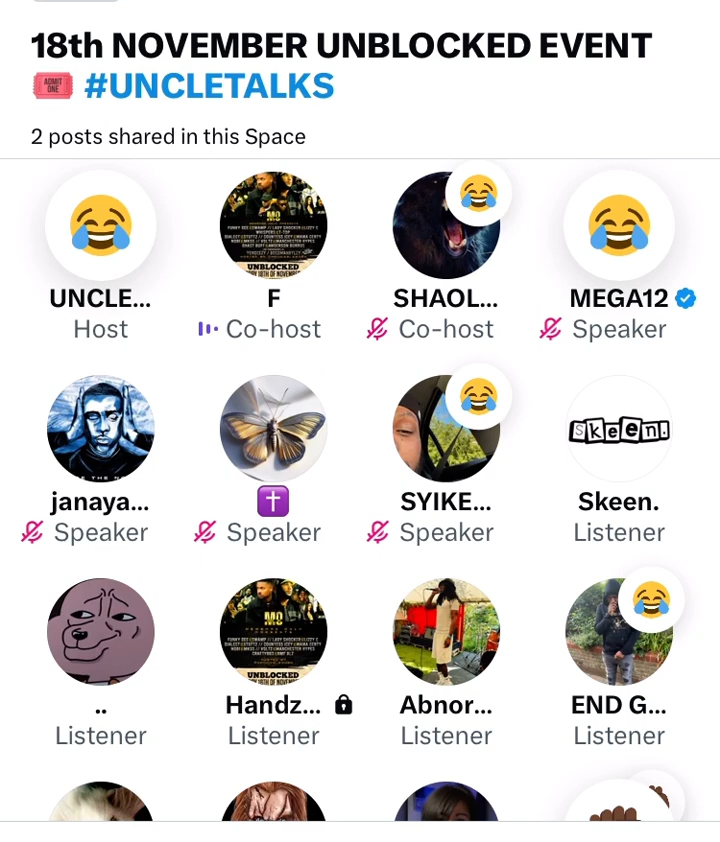 18th NOVEMBER UNBLOCKED EVENT
ADMIT ONE #UNCLETALKS
2 posts shared in this Space
UNCLE... F SHAOL... MEGA12
Host Co-host Co-host Speaker
janaya... SYIKE... Skeen.
Speaker Speaker Speaker Listener
.. Handz... Abnor... END G...
Listener Listener Listener Listener
MO
UNBLOCKED
skeen.
MO
UNBLOCKED